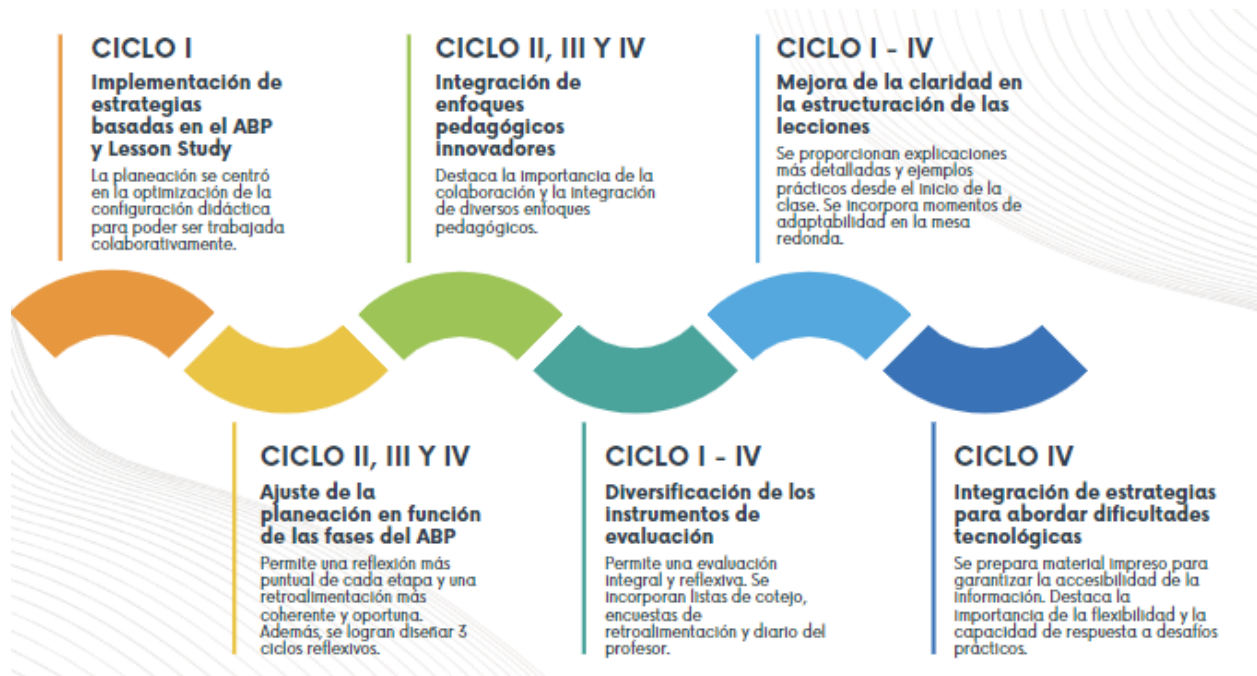 CICLO I
Implementación de
estrategias
basadas en el ABP
y Lesson Study
La planeación se centró
en la optimización de la
configuración didáctica
para poder ser trabajada
colaborativamente.
CICLO II, III Y IV
Integración de
enfoques
pedagógicos
innovadores
Destaca la importancia de la
colaboración y la integración
de diversos enfoques
pedagógicos.
CICLO I - IV
Mejora de la claridad en
la estructuración de las
lecciones
Se proporcionan explicaciones
más detalladas y ejemplos
prácticos desde el inicio de la
clase. Se incorpora momentos de
adaptabilidad en la mesa
redonda.
CICLO II, III Y IV
Ajuste de la
planeación en función
de las fases del ABP
Permite una reflexión más
puntual de cada etapa y una
retroalimentación más
coherente y oportuna.
Además, se logran diseñar 3
ciclos reflexivos.
CICLO I - IV
Diversificación de los
instrumentos de
evaluación
Permite una evaluación
integral y reflexiva. Se
incorporan listas de cotejo,
encuestas de
retroalimentación y diario del
profesor.
CICLO IV
Integración de estrategias
para abordar dificultades
tecnológicas
Se prepara material impreso para
garantizar la accesibilidad de la
información. Destaca la
importancia de la flexibilidad y la
capacidad de respuesta a desafíos
prácticos.